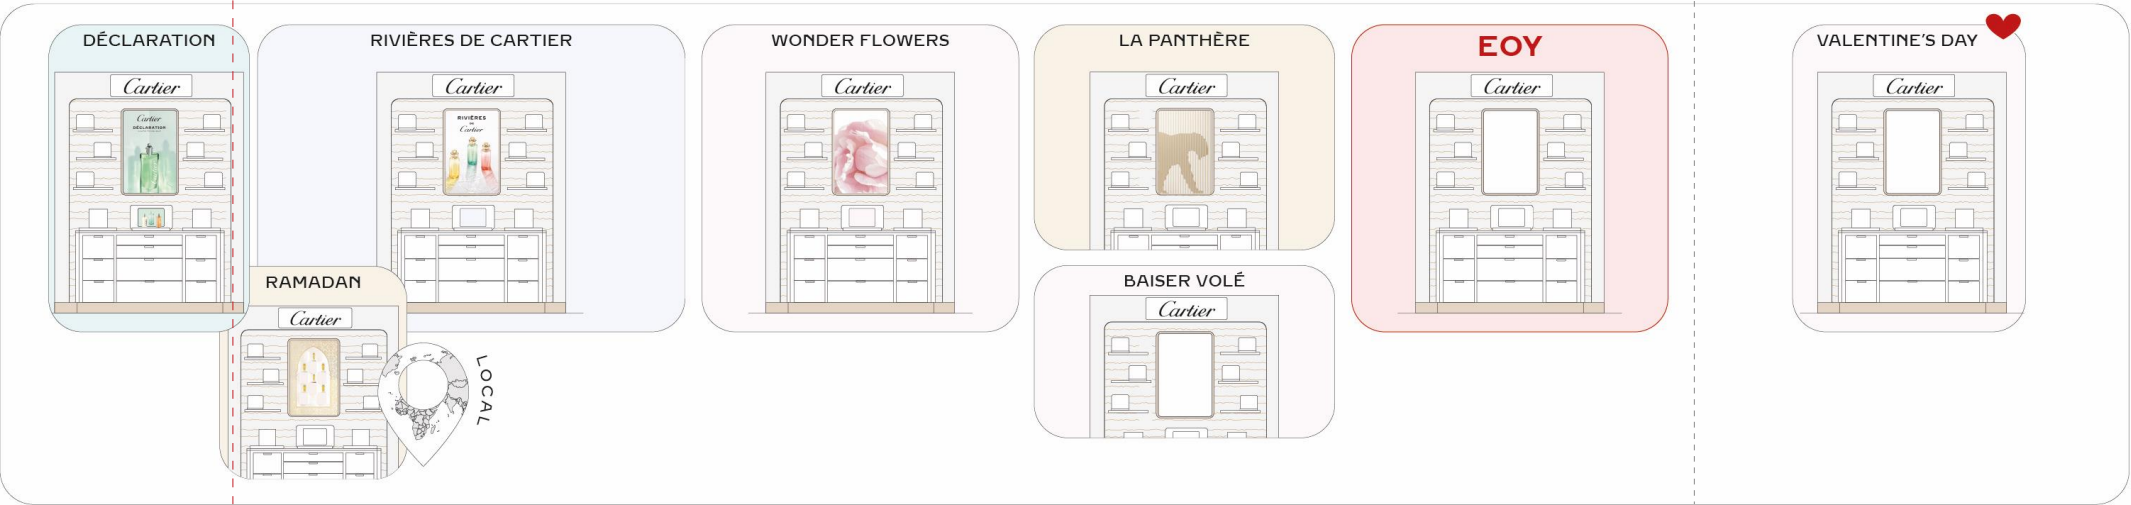 DÉCLARATION
Cartier
Cartier
DÉCLARATION
RIVIÈRES DE CARTIER
Cartier
RIVIÈRES
DE
Cartier
WONDER FLOWERS
Cartier
LA PANTHÈRE
Cartier
EOY
Cartier
VALENTINE'S DAY
Cartier
RAMADAN
Cartier
LOCAL
BAISER VOLÉ
Cartier